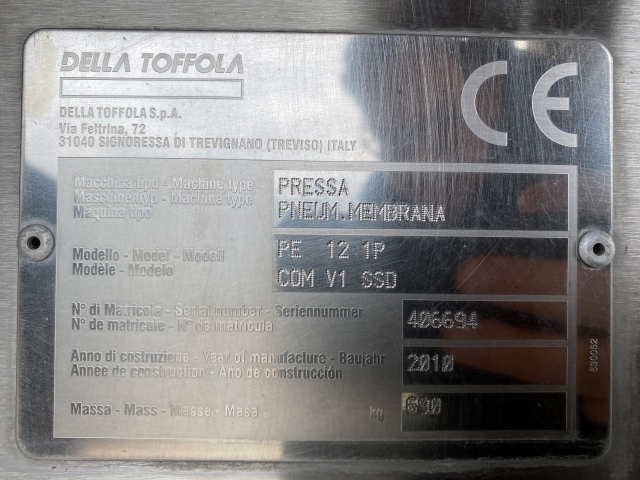 DELLA TOFFOLA
CE
DELLA TOFFOLA S.p.A.
Via Feltrina, 72
31040 SIGNORESSA DI TREVIGNANO (TREVISO) ITALY
Macchina tipo - Machine type
Maschinentyp - Machine type
Máquina tipo
PRESSA
PNEUM.MEMBRANA
Modello - Model - Modell
Modèle - Modelo
PE 12 1P
COM V1 SSD
N° di Matricola - Serial number - Seriennummer
N° de matricule - N° de matrícula
406694
Anno di costruzione - Year of manufacture - Baujahr
Année de construction - Ano de construcción
2010
Massa - Mass - Masse - Masa
kg
690
530052